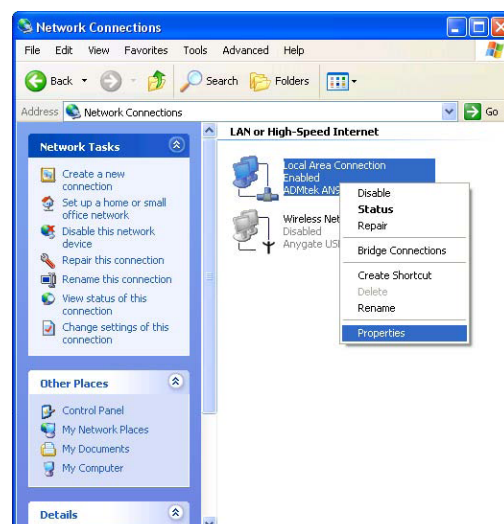 Network Connections
File Edit View Favorites Tools Advanced Help
Back Search Folders
Address Network Connections Go
Network Tasks
Create a new
connection
Set up a home or small
office network
Disable this network
device
Repair this connection
Rename this connection
View status of this
connection
Change settings of this
connection
Other Places
Control Panel
My Network Places
My Documents
My Computer
Details
LAN or High-Speed Internet
Local Area Connection
Enabled
ADMtek
Wireless
Disabled
Anygate
Disable
Status
Repair
Bridge Connections
Create Shortcut
Delete
Rename
Properties